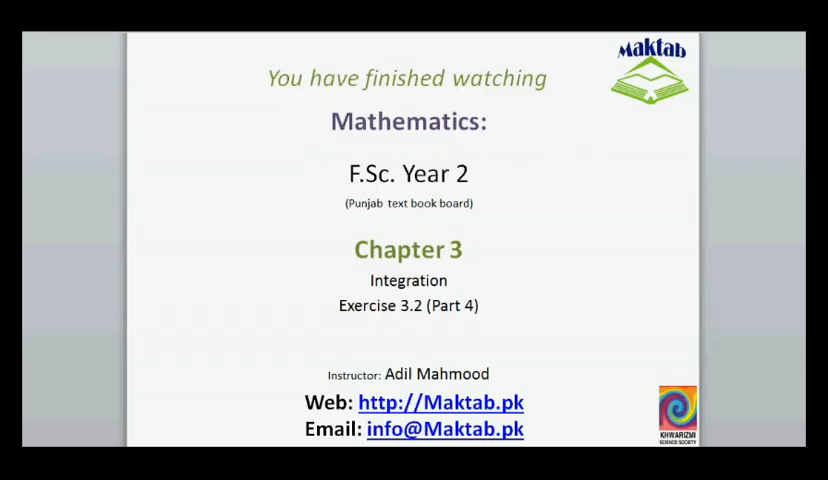 Maktab
You have finished watching
Mathematics:
F.Sc. Year 2
(Punjab text book board)
Chapter 3
Integration
Exercise 3.2 (Part 4)
Instructor: Adil Mahmood
Web: http://Maktab.pk
Email: info@Maktab.pk
KHWARIZMI
SCIENCE SOCIETY